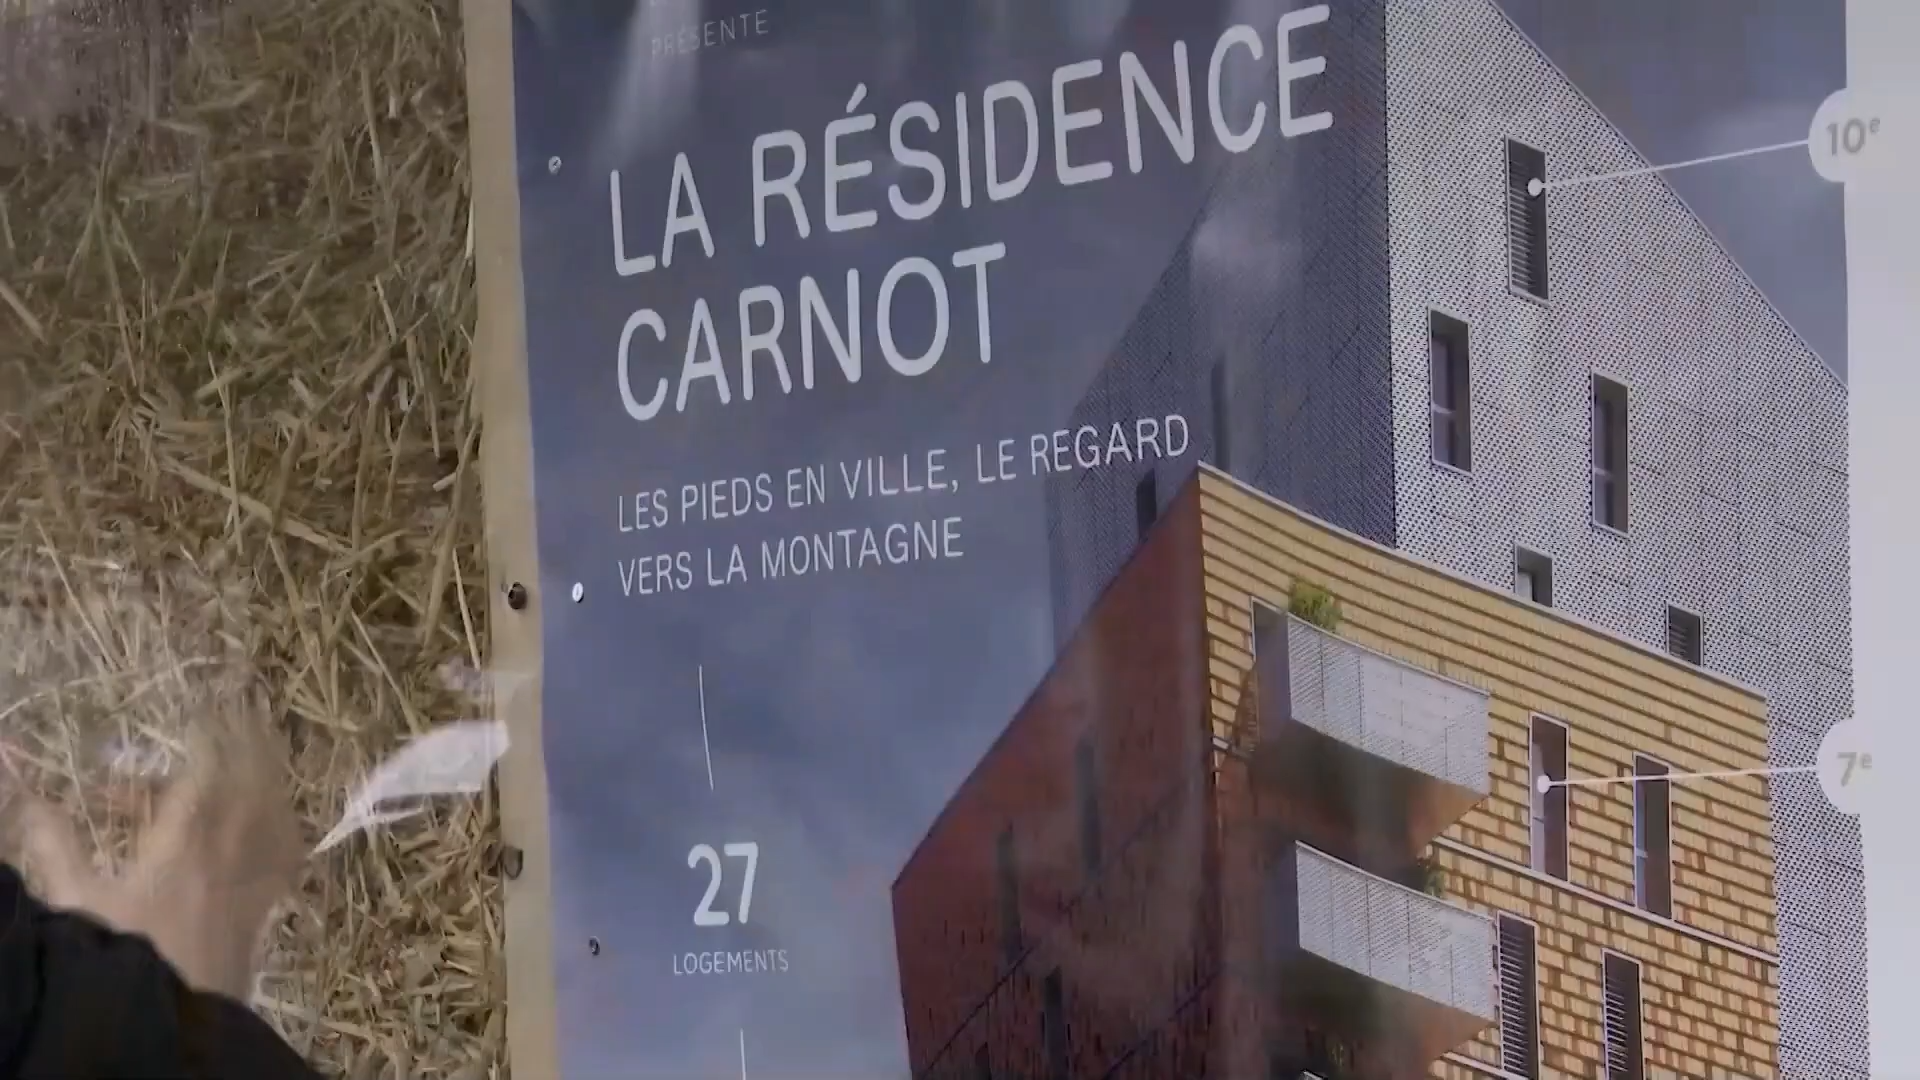 PRÉSENTE
LA RÉSIDENCE
CARNOT
LES PIEDS EN VILLE, LE REGARD
VERS LA MONTAGNE
27
LOGEMENTS
10e
7e